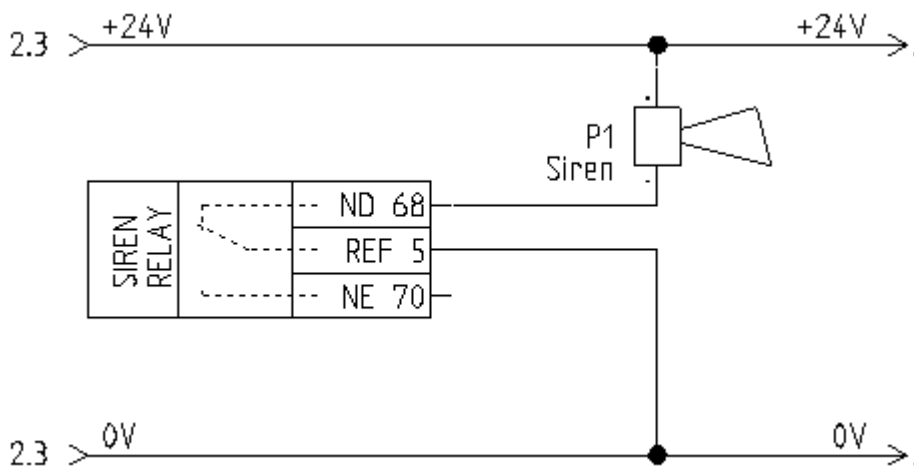 2.3 +24V +24V
P1
Siren
SIREN
RELAY
ND 68
REF 5
NE 70
2.3 0V 0V